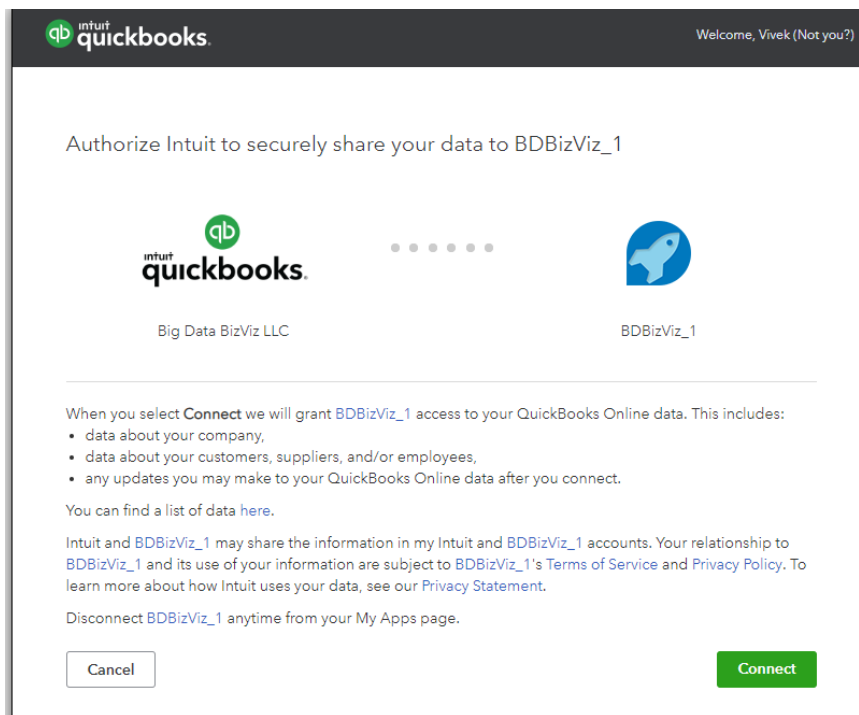 qb intuit quickbooks.
Welcome, Vivek (Not you?)
Authorize Intuit to securely share your data to BDBizViz_1
qb
intuit
quickbooks.
Big Data BizViz LLC
BDBizViz_1
When you select Connect we will grant BDBizViz_1 access to your QuickBooks Online data. This includes:
• data about your company,
• data about your customers, suppliers, and/or employees,
• any updates you may make to your QuickBooks Online data after you connect.
You can find a list of data here.
Intuit and BDBizViz_1 may share the information in my Intuit and BDBizViz_1 accounts. Your relationship to
BDBizViz_1 and its use of your information are subject to BDBizViz_1's Terms of Service and Privacy Policy. To
learn more about how Intuit uses your data, see our Privacy Statement.
Disconnect BDBizViz_1 anytime from your My Apps page.
Cancel
Connect